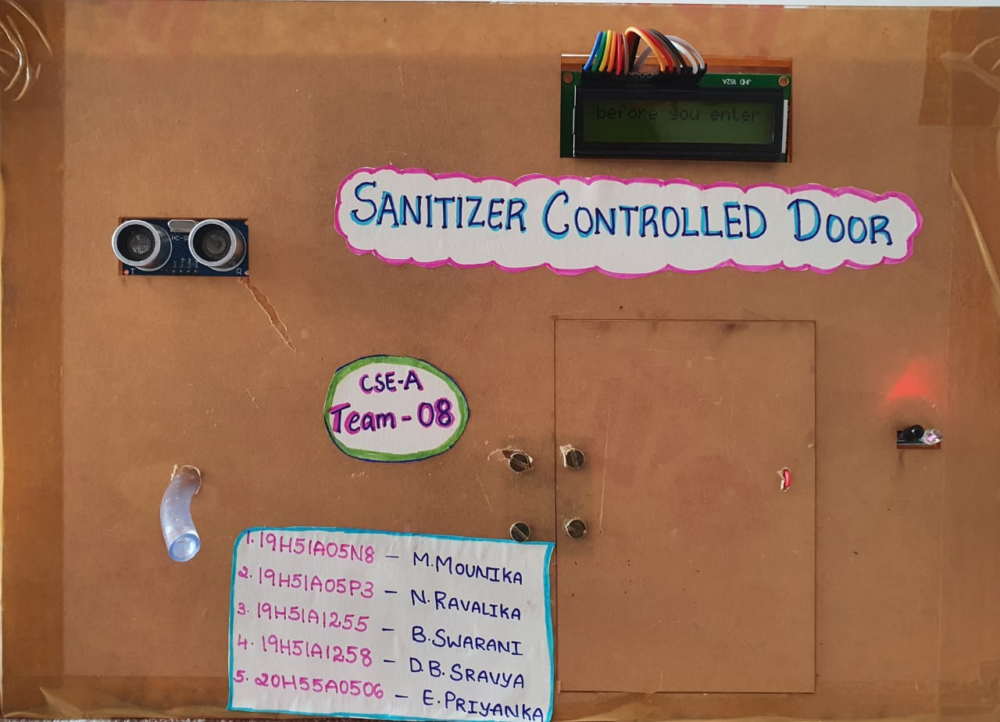 JHD 162A
before you enter
SANITIZER CONTROLLED DOOR
HC-S
T
R
CSE-A
Team-08
1. 19H51A05N8 - M.MOUNIKA
2. 19H51A05P3 - N.RAVALIKA
3. 19H51A1255 - B.SWARANI
4. 19H51A1258 - D.B.SRAVYA
5. 20H55A0506 - E.PRIYANKA